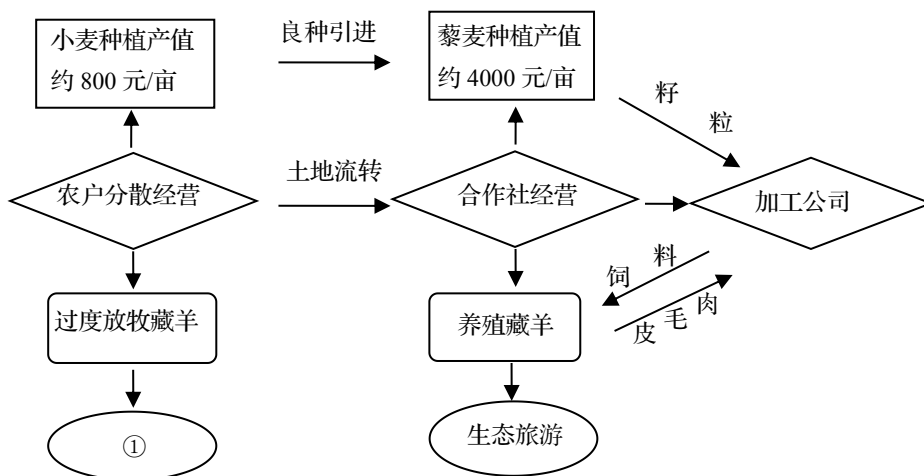 小麦种植产值
约 800 元/亩
良种引进
藜麦种植产值
约 4000 元/亩
籽
粒
农户分散经营
土地流转
合作社经营
加工公司
过度放牧藏羊
养殖藏羊
饲
料
皮
毛
肉
①
生态旅游